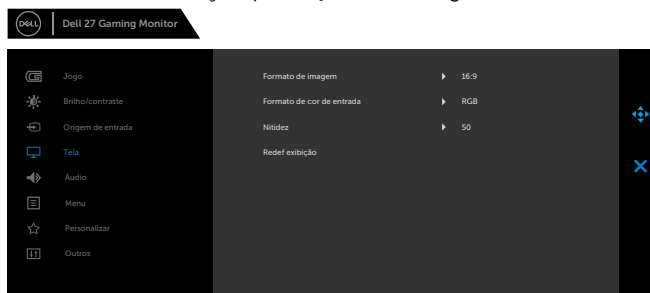 DELL Dell 27 Gaming Monitor
Jogo
Formato de imagem 16:9
Brilho/contraste
Formato de cor de entrada RGB
Origem de entrada
Nitidez 50
Tela
Redef exibição
Áudio
Menu
Personalizar
Outros